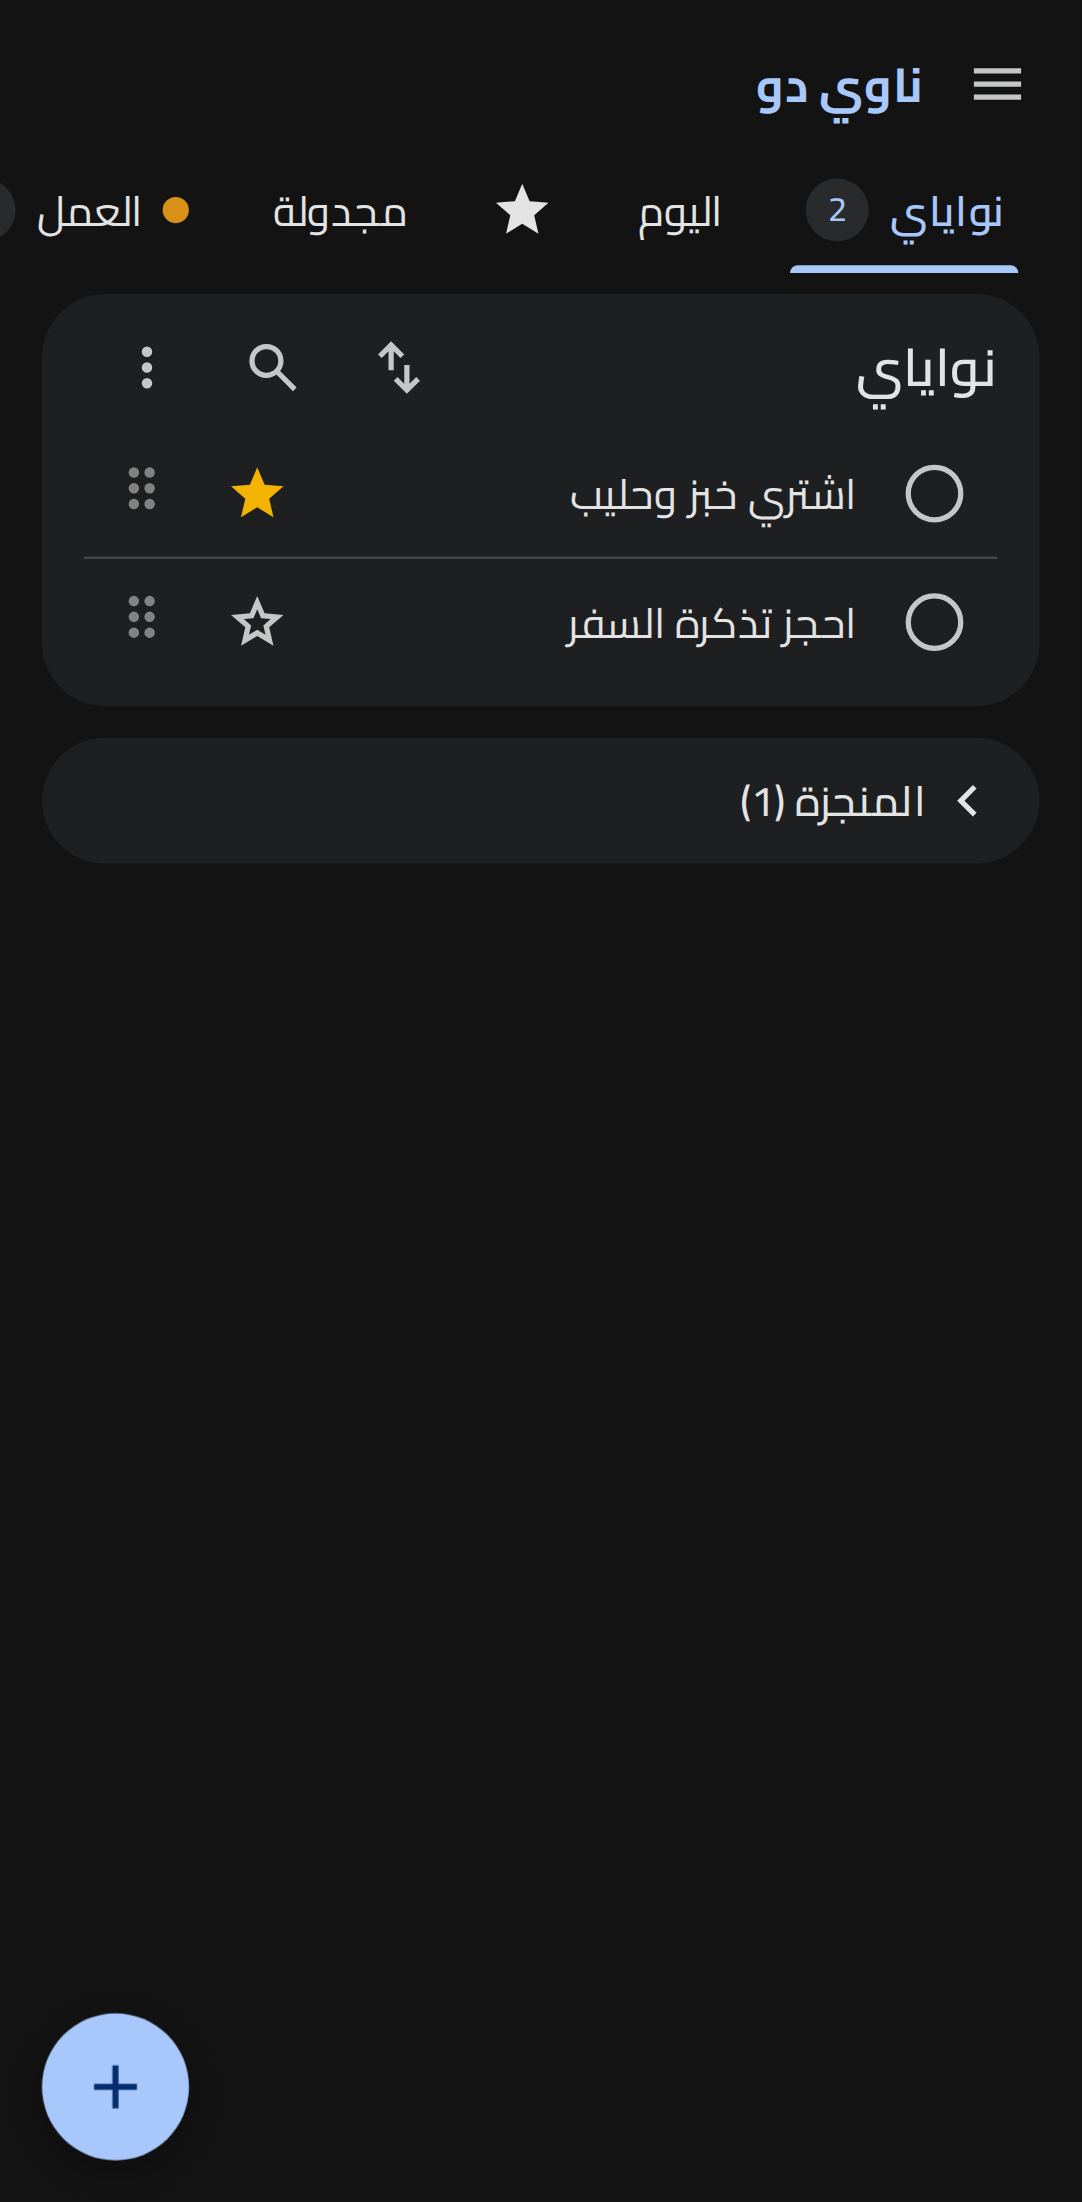 ناوي دو
نواياي 2 اليوم مجدولة العمل
نواياي
اشتري خبز وحليب
احجز تذكرة السفر
المنجزة (1)